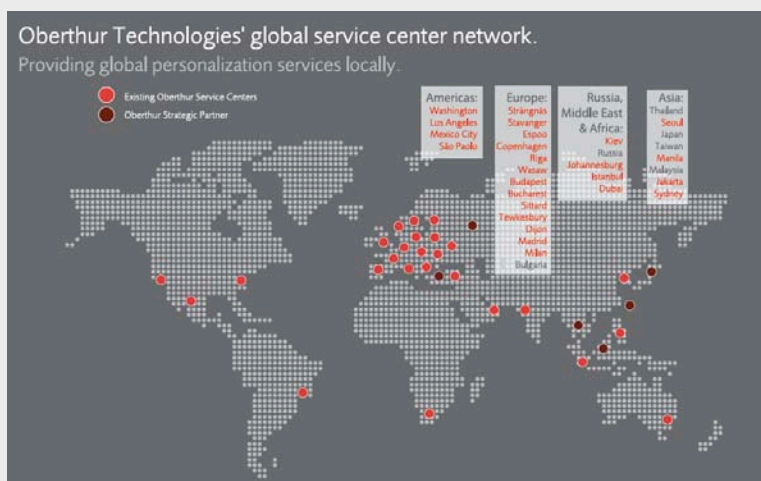 Oberthur Technologies' global service center network.
Providing global personalization services locally.
Existing Oberthur Service Centers
Oberthur Strategic Partner
Americas:
Washington
Los Angeles
Mexico City
São Paolo
Europe:
Strängnäs
Stavanger
Espoo
Copenhagen
Riga
Wasaw
Budapest
Bucharest
Sittard
Tewkesbury
Dijon
Madrid
Milan
Bulgaria
Russia,
Middle East
& Africa:
Kiev
Russia
Johannesburg
Istanbul
Dubai
Asia:
Thailand
Seoul
Japan
Taiwan
Manila
Malaysia
Jakarta
Sydney